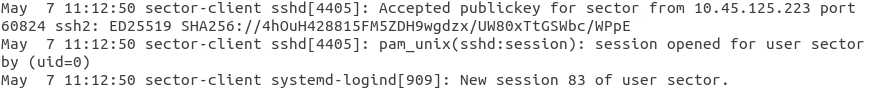 May  7 11:12:50 sector-client sshd[4405]: Accepted publickey for sector from 10.45.125.223 port
60824 ssh2: ED25519 SHA256://4hOuH428815FM5ZDH9wgdzx/UW80xTtGSWbc/WPpE
May  7 11:12:50 sector-client sshd[4405]: pam_unix(sshd:session): session opened for user sector
by (uid=0)
May  7 11:12:50 sector-client systemd-logind[909]: New session 83 of user sector.